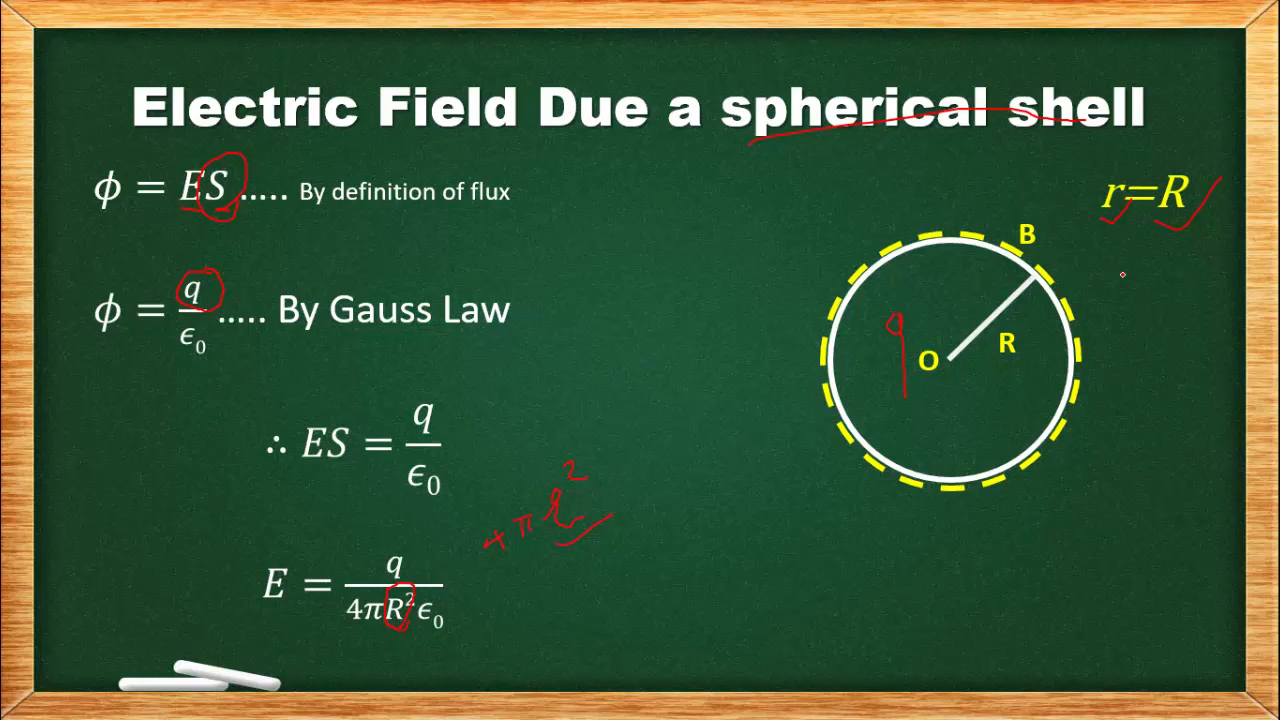 Electric Field Due a spherical shell
ϕ = ES ..... By definition of flux
r=R
B
ϕ = q/ϵ₀ ..... By Gauss Law
q
O
R
∴ ES = q/ϵ₀
4πR²
E = q/4πR²ϵ₀